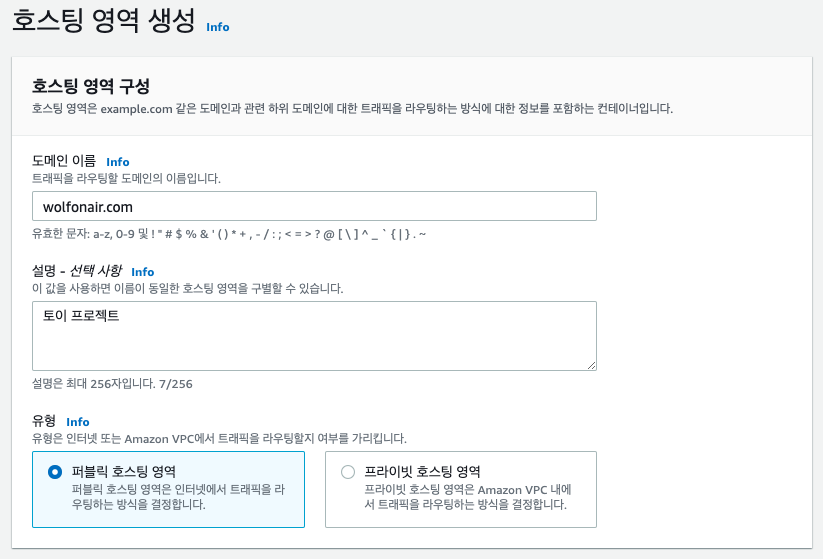 호스팅 영역 생성 Info
호스팅 영역 구성
호스팅 영역은 example.com 같은 도메인과 관련 하위 도메인에 대한 트래픽을 라우팅하는 방식에 대한 정보를 포함하는 컨테이너입니다.
도메인 이름 Info
트래픽을 라우팅할 도메인의 이름입니다.
wolfonair.com
유효한 문자: a-z, 0-9 및 ! " # $ % & ' ( ) * + , - / : ; < = > ? @ [ \ ] ^ _ ` { | } . ~
설명 - 선택 사항 Info
이 값을 사용하면 이름이 동일한 호스팅 영역을 구별할 수 있습니다.
토이 프로젝트
설명은 최대 256자입니다. 7/256
유형 Info
유형은 인터넷 또는 Amazon VPC에서 트래픽을 라우팅할지 여부를 가리킵니다.
퍼블릭 호스팅 영역
퍼블릭 호스팅 영역은 인터넷에서 트래픽을 라
우팅하는 방식을 결정합니다.
프라이빗 호스팅 영역
프라이빗 호스팅 영역은 Amazon VPC 내에
서 트래픽을 라우팅하는 방식을 결정합니다.